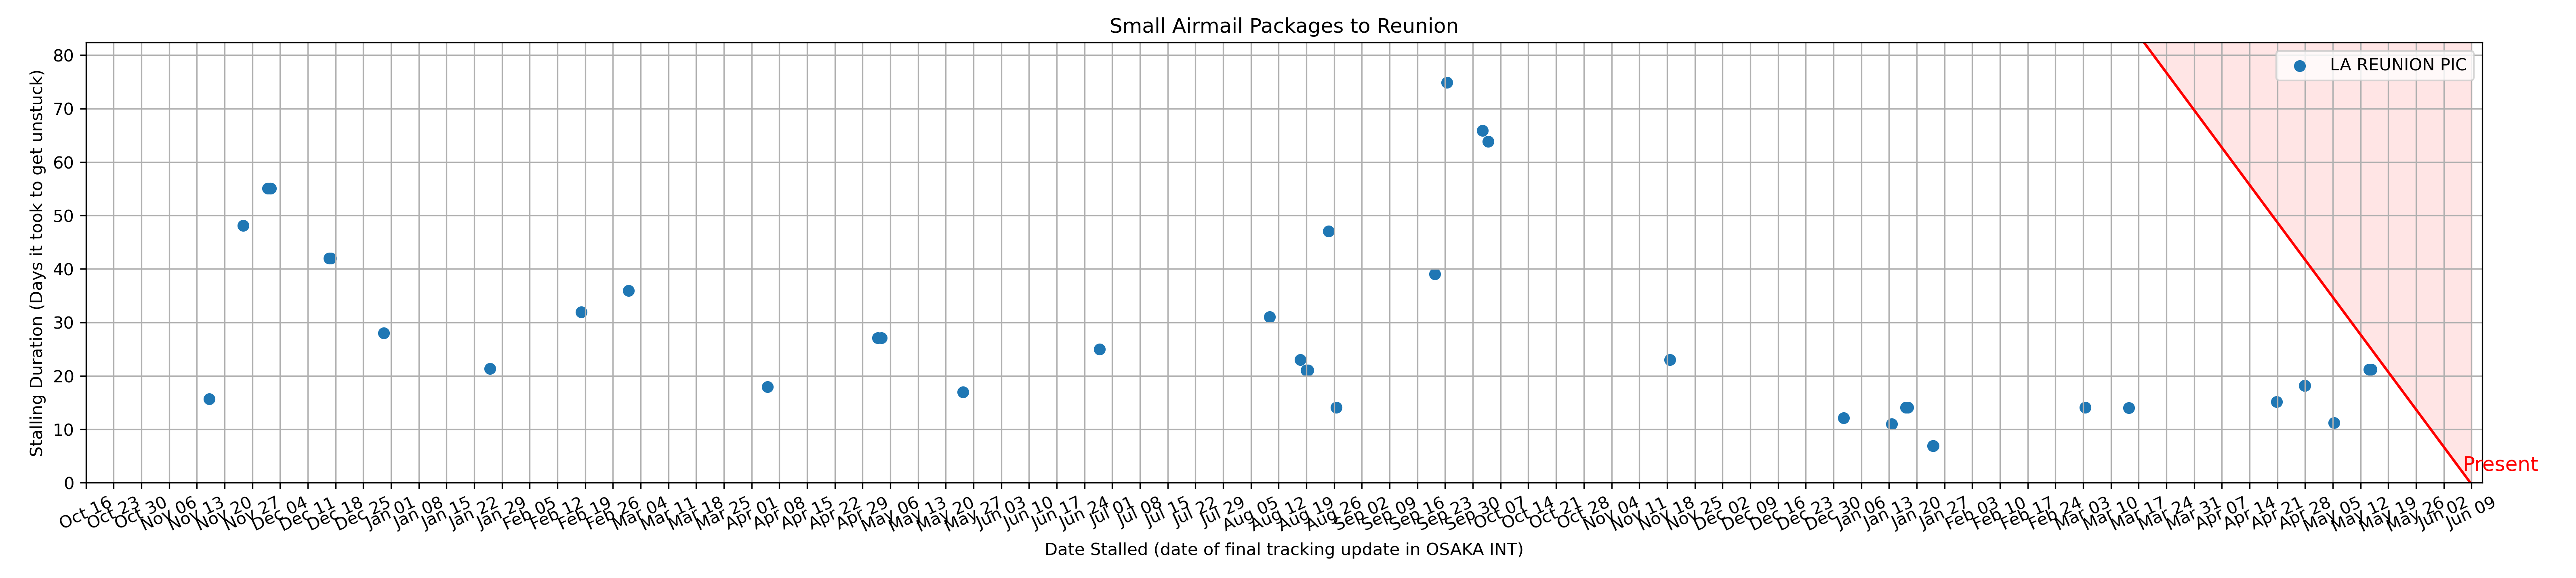 Small Airmail Packages to Reunion
LA REUNION PIC
Stalling Duration (Days it took to get unstuck)
80
70
60
50
40
30
20
10
0
Present
Oct 16 Oct 23 Oct 30 Nov 06 Nov 13 Nov 20 Nov 27 Dec 04 Dec 11 Dec 18 Dec 25 Jan 01 Jan 08 Jan 15 Jan 22 Jan 29 Feb 05 Feb 12 Feb 19 Feb 26 Mar 04 Mar 11 Mar 18 Mar 25 Apr 01 Apr 08 Apr 15 Apr 22 Apr 29 May 06 May 13 May 20 May 27 Jun 03 Jun 10 Jun 17 Jun 24 Jul 01 Jul 08 Jul 15 Jul 22 Jul 29 Aug 05 Aug 12 Aug 19 Aug 26 Sep 02 Sep 09 Sep 16 Sep 23 Sep 30 Oct 07 Oct 14 Oct 21 Oct 28 Nov 04 Nov 11 Nov 18 Nov 25 Dec 02 Dec 09 Dec 16 Dec 23 Dec 30 Jan 06 Jan 13 Jan 20 Jan 27 Feb 03 Feb 10 Feb 17 Feb 24 Mar 03 Mar 10 Mar 17 Mar 24 Mar 31 Apr 07 Apr 14 Apr 21 Apr 28 May 05 May 12 May 19 May 26 Jun 02 Jun 09
Date Stalled (date of final tracking update in OSAKA INT)